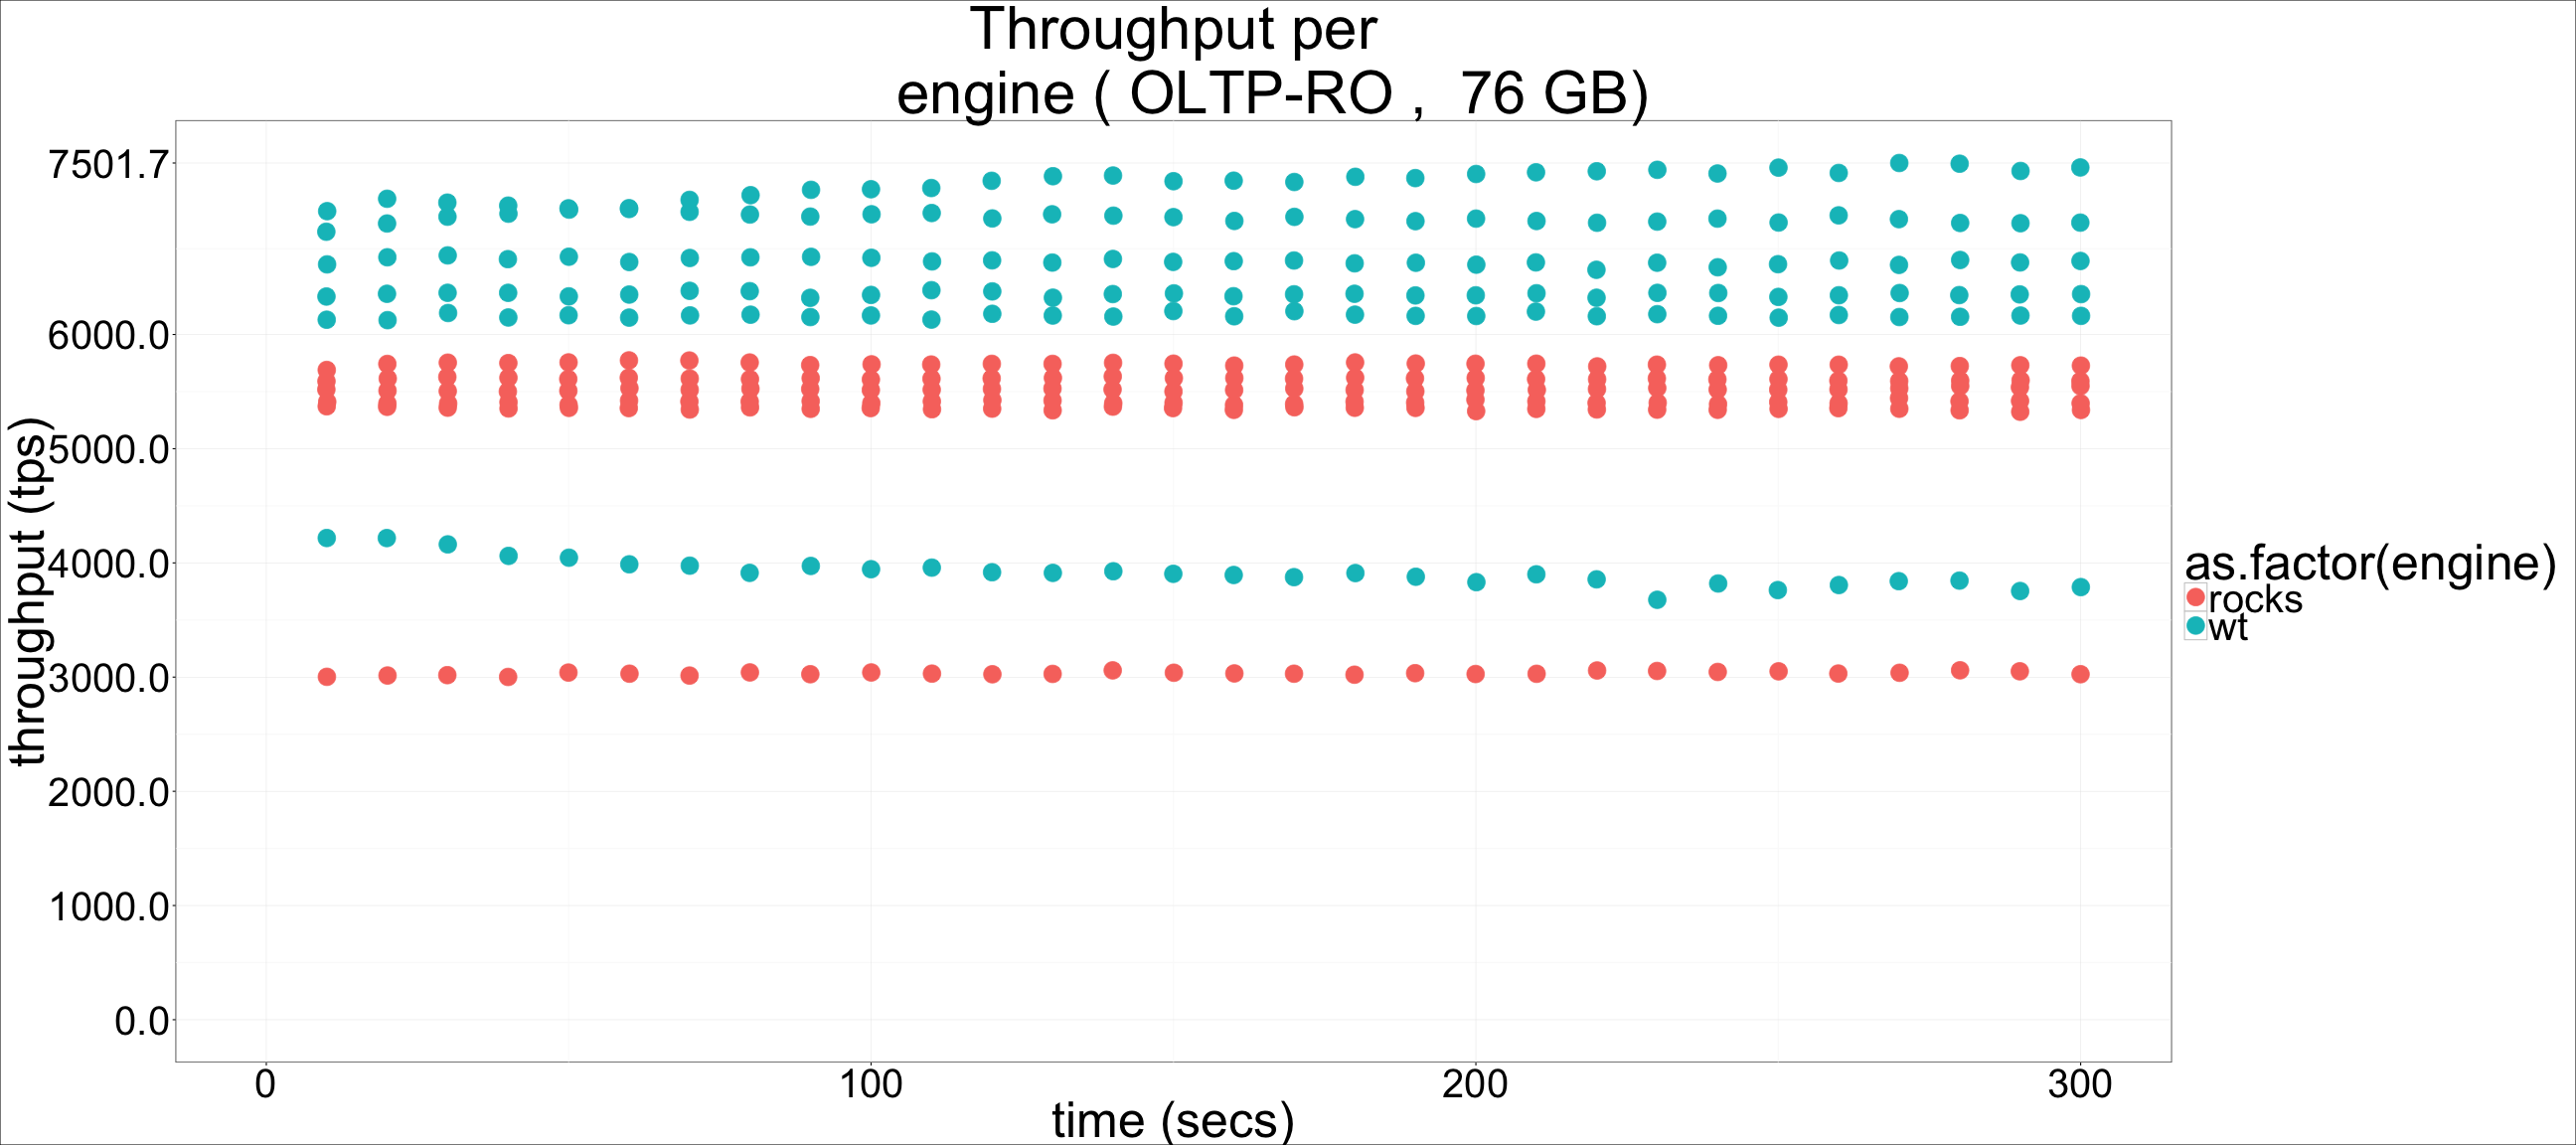 Throughput per
engine ( OLTP-RO , 76 GB)
7501.7
6000.0
5000.0
4000.0
3000.0
2000.0
1000.0
0.0
throughput (tps)
0 100 200 300
time (secs)
as.factor(engine)
rocks
wt